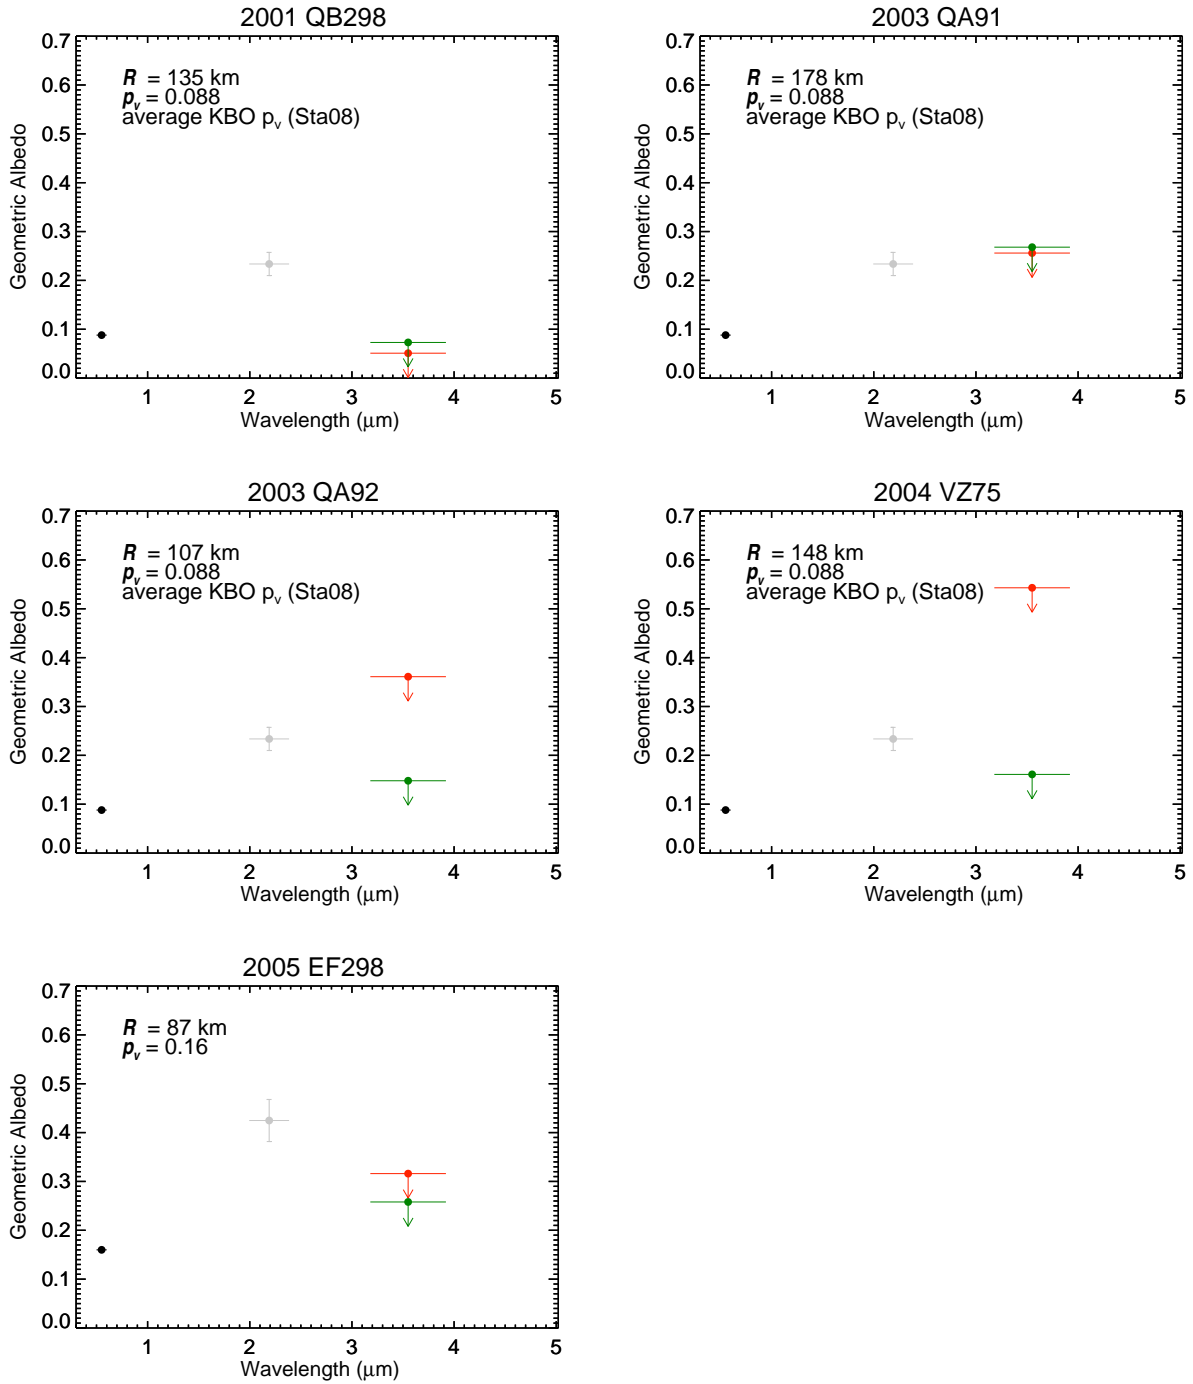 2001 QB298
0.7
0.6
0.5
0.4
0.3
0.2
0.1
0.0
Geometric Albedo
R = 135 km
pv = 0.088
average KBO pv (Sta08)
1 2 3 4 5
Wavelength (μm)
2003 QA91
0.7
0.6
0.5
0.4
0.3
0.2
0.1
0.0
Geometric Albedo
R = 178 km
pv = 0.088
average KBO pv (Sta08)
1 2 3 4 5
Wavelength (μm)
2003 QA92
0.7
0.6
0.5
0.4
0.3
0.2
0.1
0.0
Geometric Albedo
R = 107 km
pv = 0.088
average KBO pv (Sta08)
1 2 3 4 5
Wavelength (μm)
2004 VZ75
0.7
0.6
0.5
0.4
0.3
0.2
0.1
0.0
Geometric Albedo
R = 148 km
pv = 0.088
average KBO pv (Sta08)
1 2 3 4 5
Wavelength (μm)
2005 EF298
0.7
0.6
0.5
0.4
0.3
0.2
0.1
0.0
Geometric Albedo
R = 87 km
pv = 0.16
1 2 3 4 5
Wavelength (μm)